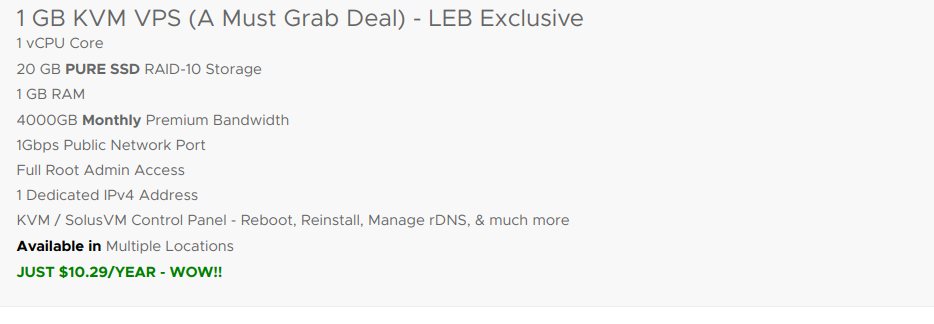 1 GB KVM VPS (A Must Grab Deal) - LEB Exclusive
1 vCPU Core
20 GB PURE SSD RAID-10 Storage
1 GB RAM
4000GB Monthly Premium Bandwidth
1Gbps Public Network Port
Full Root Admin Access
1 Dedicated IPv4 Address
KVM / SolusVM Control Panel - Reboot, Reinstall, Manage rDNS, & much more
Available in Multiple Locations
JUST $10.29/YEAR - WOW!!